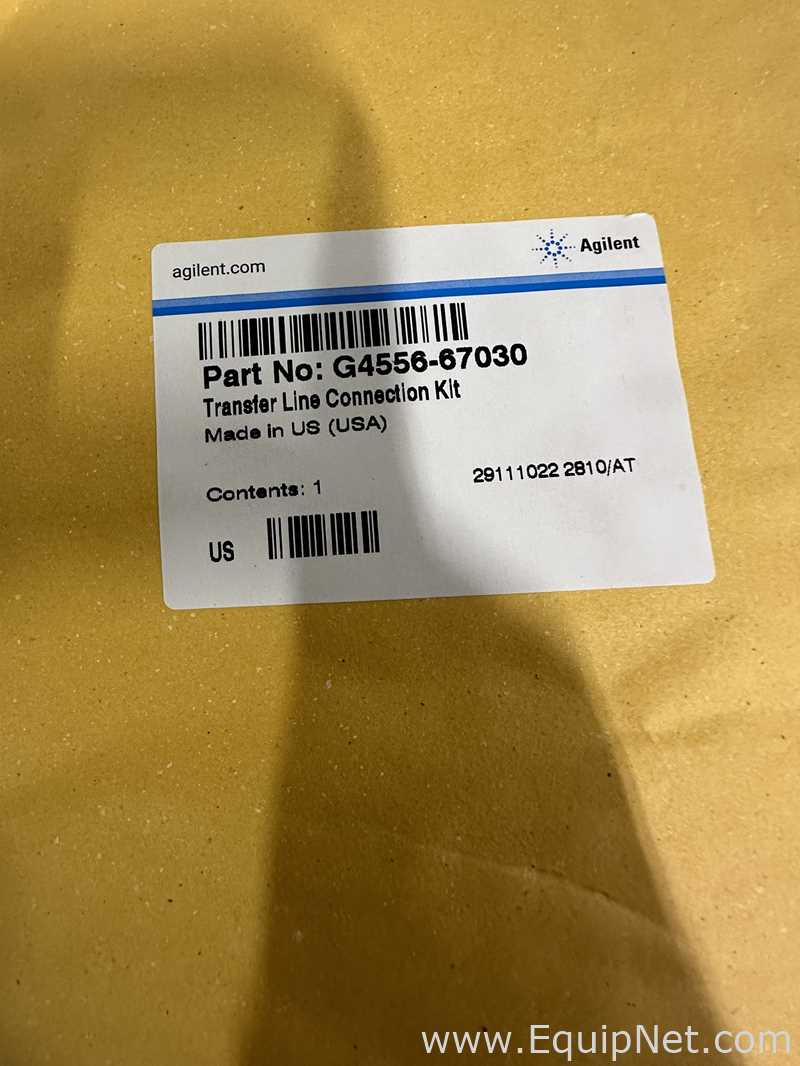 agilent.com
Agilent
Part No: G4556-67030
Transfer Line Connection Kit
Made in US (USA)
Contents: 1
29111022 2810/AT
US
www.EquipNet.com